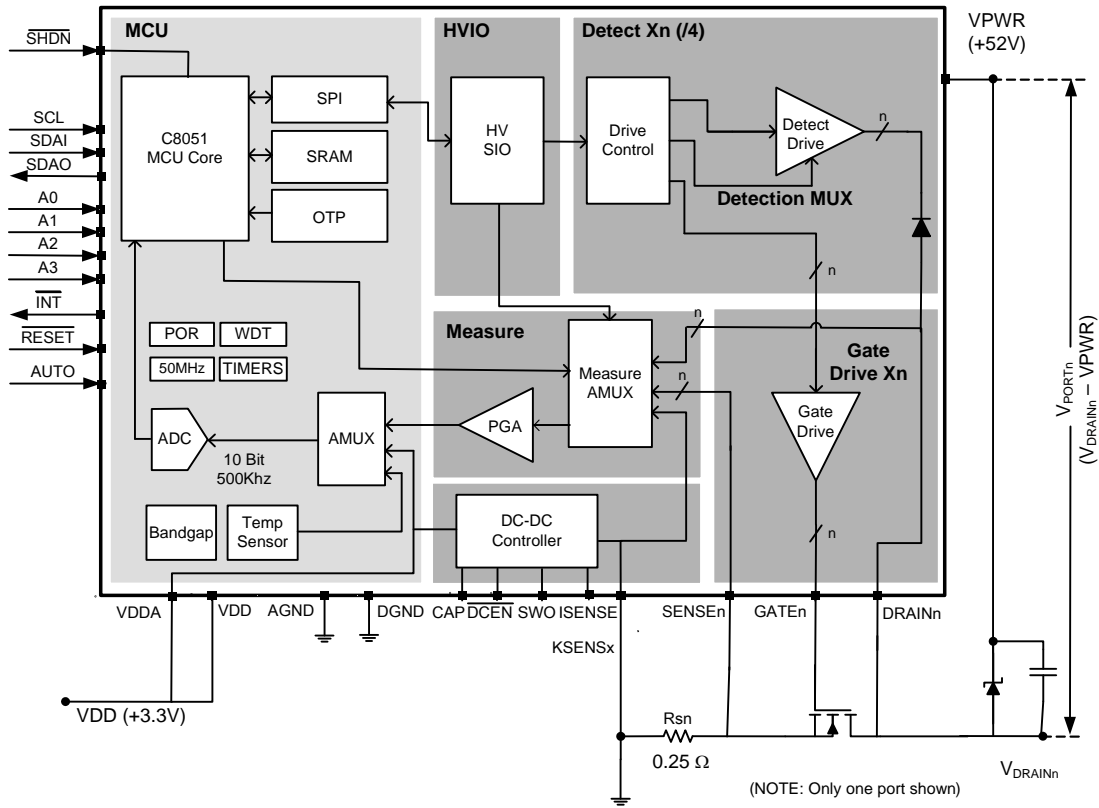 MCU
HVIO
Detect Xn (/4)
VPWR
(+52V)
SHDN
SCL
SDAI
SDAO
A0
A1
A2
A3
INT
RESET
AUTO
C8051
MCU Core
SPI
SRAM
OTP
HV
SIO
Drive
Control
Detect
Drive
n
Detection MUX
n
POR
WDT
50MHz
TIMERS
Measure
Measure
AMUX
n
n
Gate
Drive Xn
Gate
Drive
n
ADC
10 Bit
500Khz
AMUX
PGA
Bandgap
Temp
Sensor
DC-DC
Controller
VPORTn
(VDRAINn – VPWR)
VDDA
VDD
AGND
DGND
CAP
DCEN
SWO
ISENSE
KSENSx
SENSEn
GATEn
DRAINn
VDD (+3.3V)
Rsn
0.25 Ω
VDRAINn
(NOTE: Only one port shown)